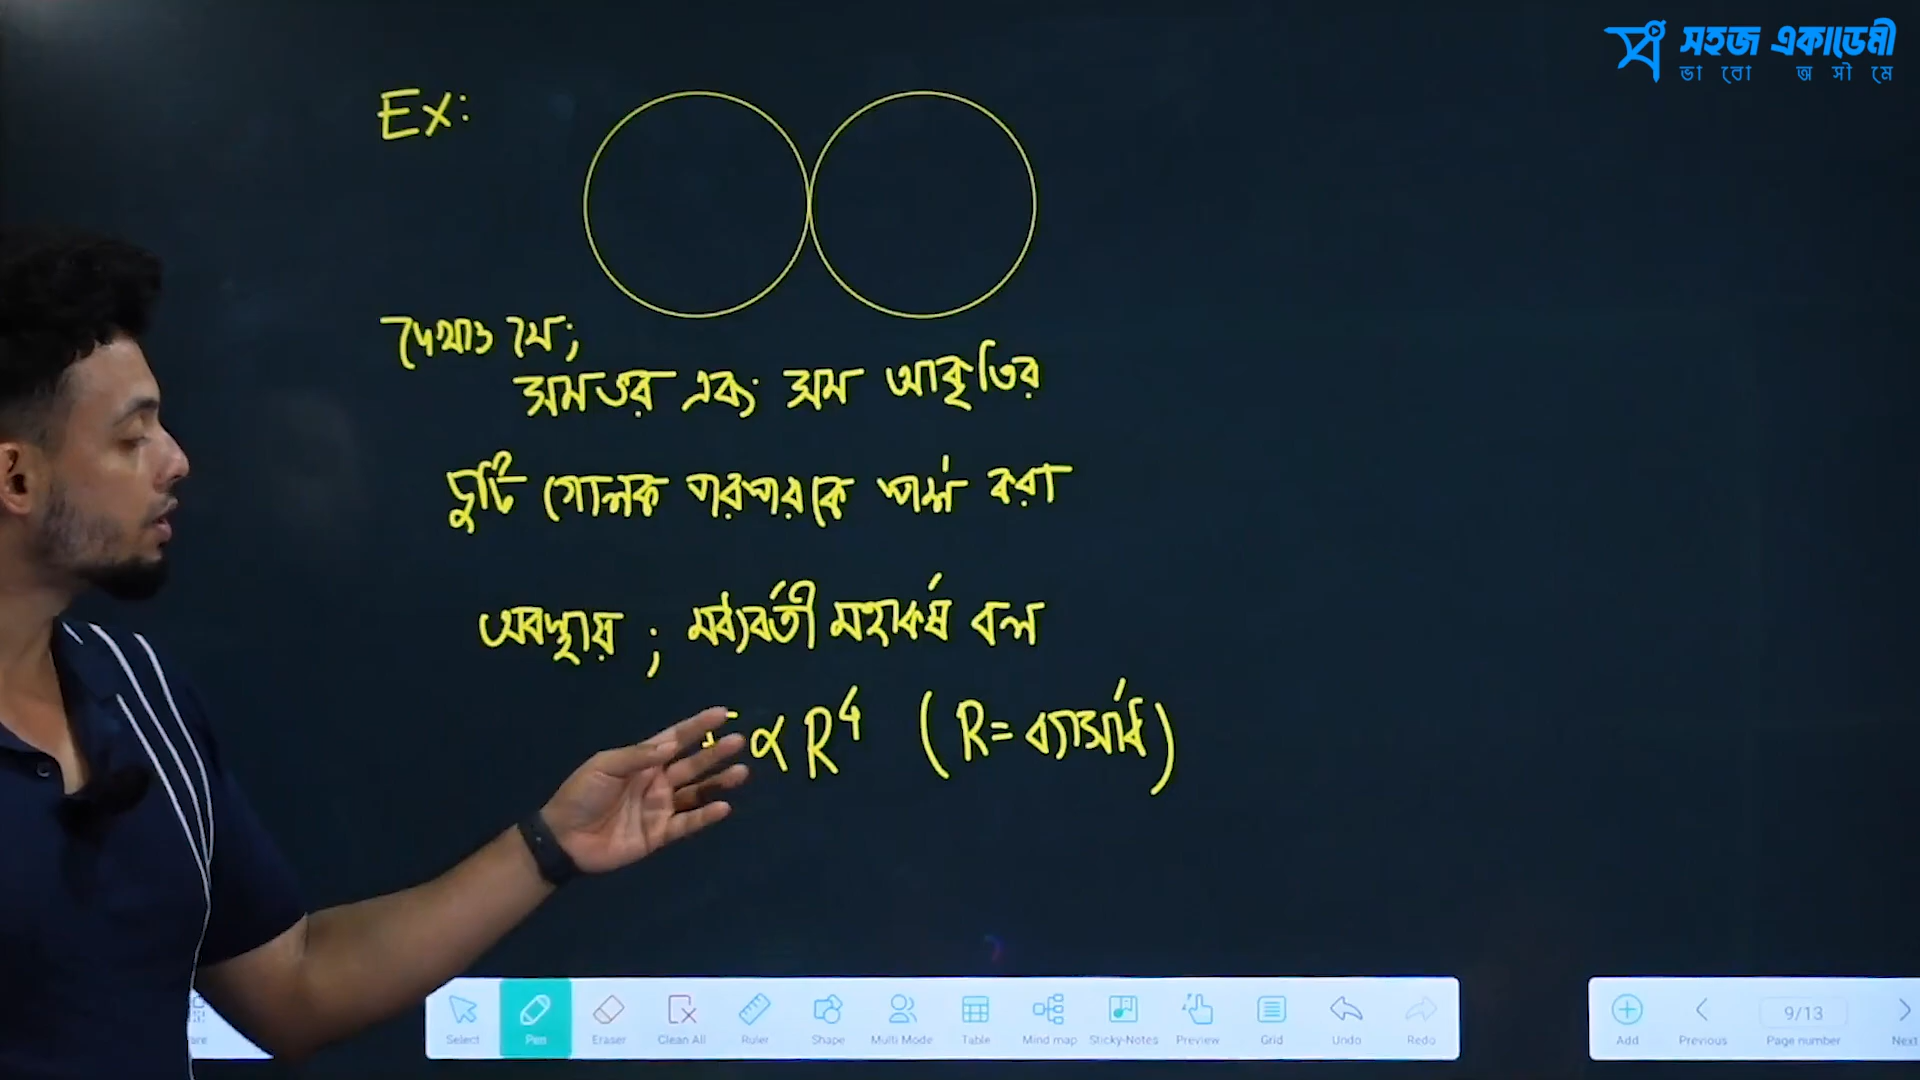 সহজ একাডেমী
ভাবো অসীমে
Ex:
দেখাও যে;
সমভর এবং সম আকৃতির
দুটি গোলক পরস্পরকে স্পর্শ করা
অবস্থায়; মধ্যবর্তী মহাকর্ষ বল
F ∝ R⁴ (R= ব্যাসার্ধ)
Select Pen Eraser Clean All Ruler Shape Multi Mode Table Mind map Sticky-Notes Preview Grid Undo Redo
Add Previous 9/13 Page number Next